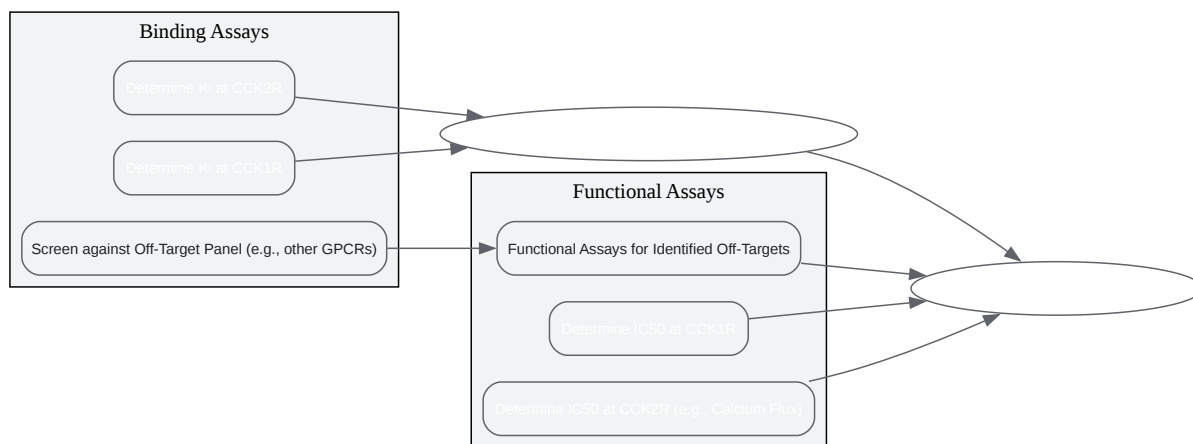 Binding Assays
Determine Ki at CCK2R
Determine Ki at CCK1R
Screen against Off-Target Panel (e.g., other GPCRs)
Functional Assays
Functional Assays for Identified Off-Targets
Determine IC50 at CCK1R
Determine IC50 at CCK2R (e.g., Calcium Flux)